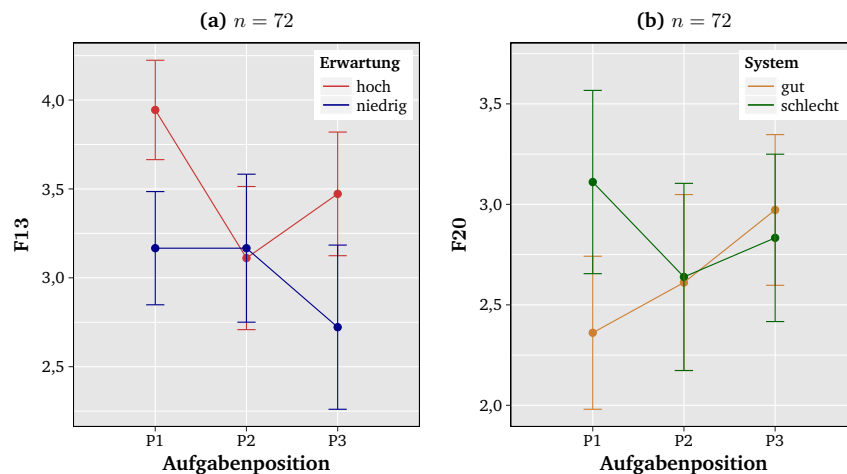 (a) n = 72
F13
4,0
3,5
3,0
2,5
Erwartung
hoch
niedrig
P1 P2 P3
Aufgabenposition
(b) n = 72
F20
3,5
3,0
2,5
2,0
System
gut
schlecht
P1 P2 P3
Aufgabenposition